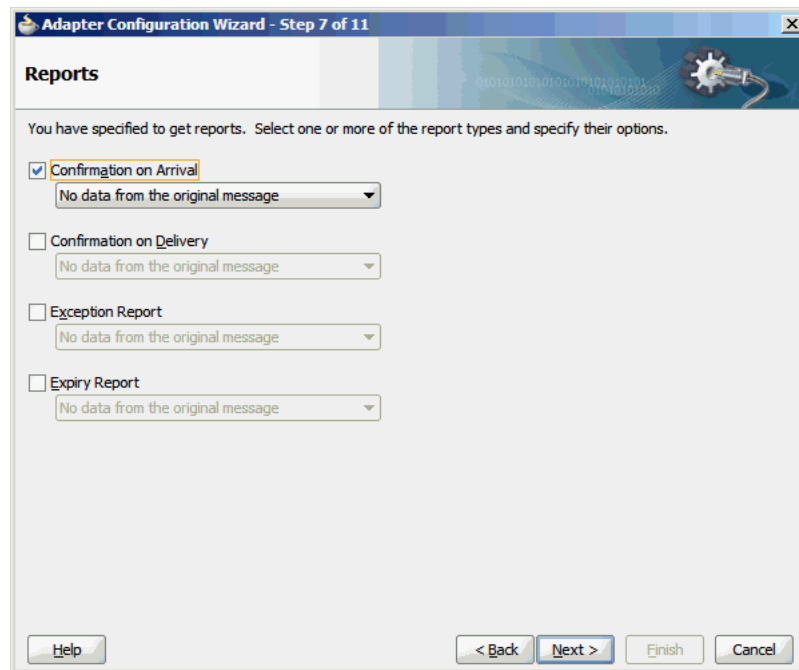 Adapter Configuration Wizard - Step 7 of 11
Reports
01010101010101010101010101
01010101010
You have specified to get reports. Select one or more of the report types and specify their options.
Confirmation on Arrival
No data from the original message
Confirmation on Delivery
No data from the original message
Exception Report
No data from the original message
Expiry Report
No data from the original message
Help
< Back
Next >
Finish
Cancel